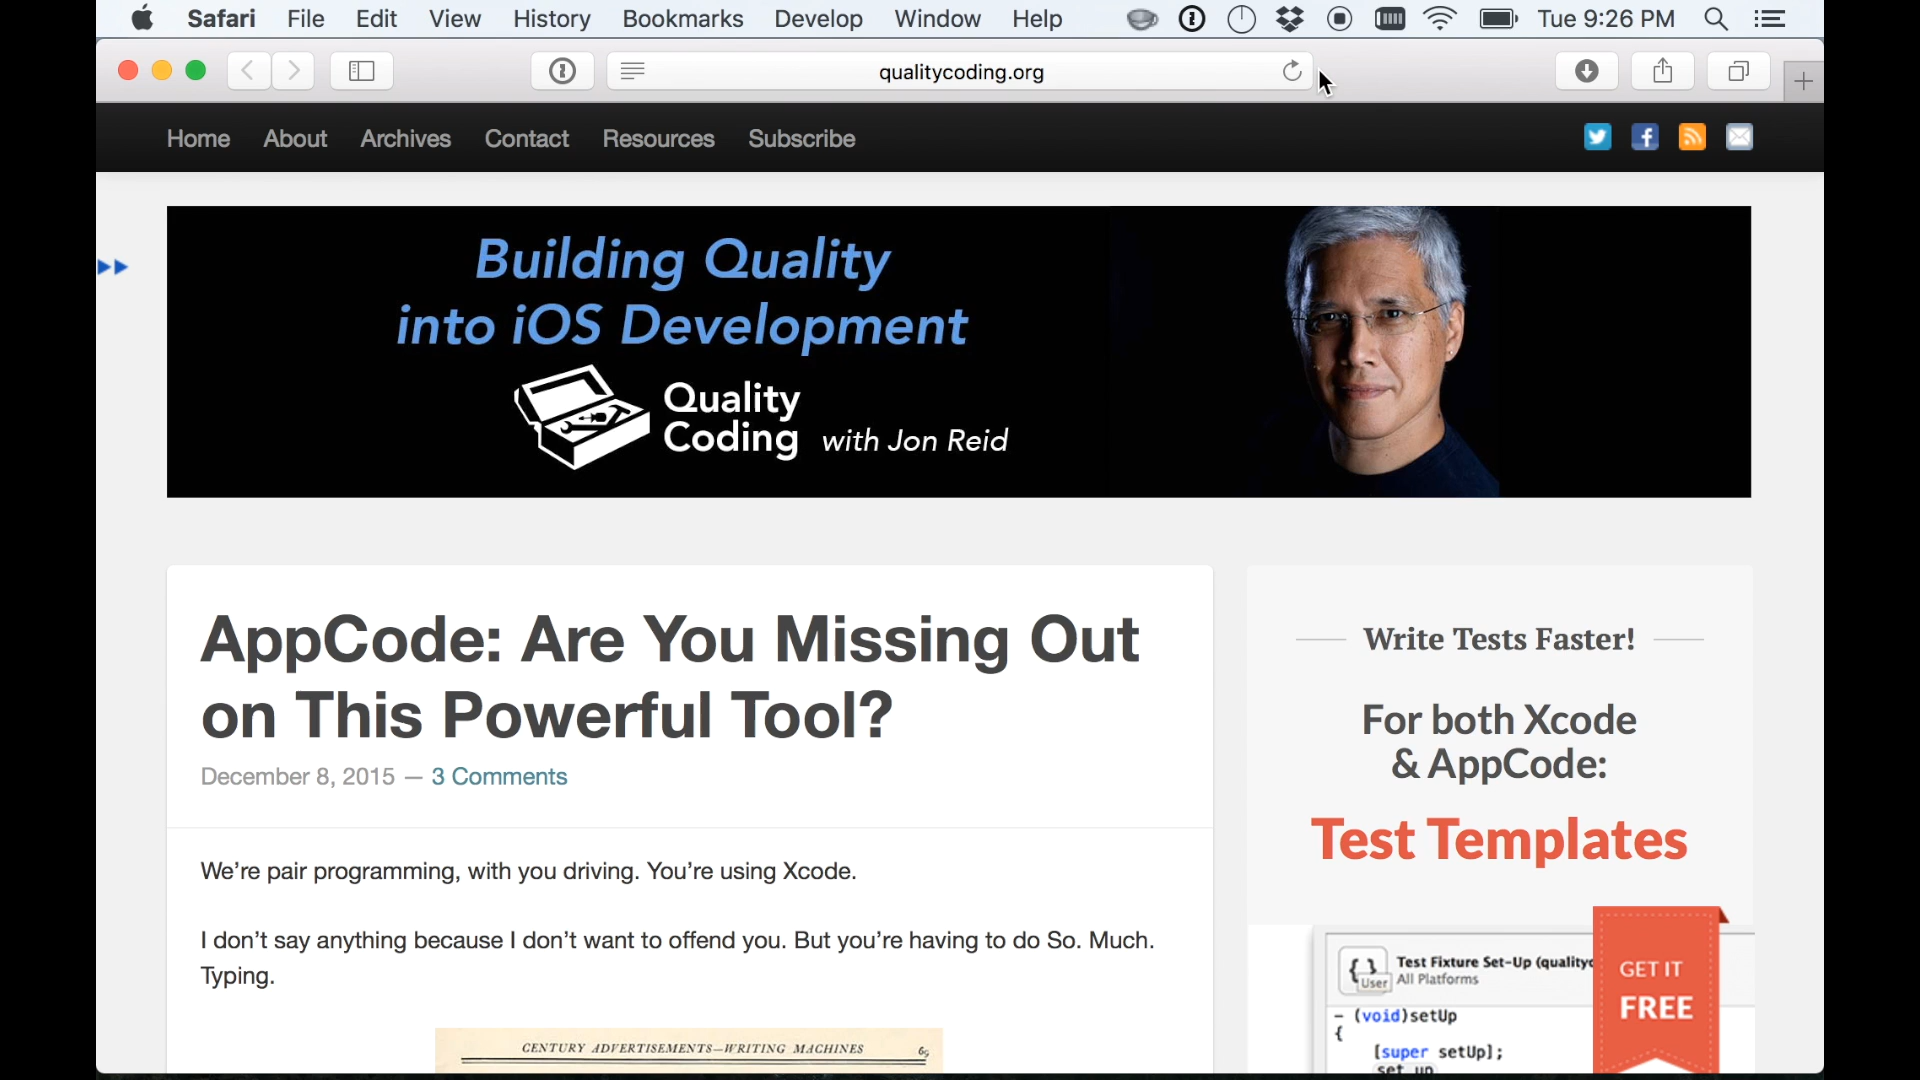 Safari File Edit View History Bookmarks Develop Window Help Tue 9:26 PM
qualitycoding.org
Home About Archives Contact Resources Subscribe
Building Quality
into iOS Development
Quality
Coding with Jon Reid
AppCode: Are You Missing Out
on This Powerful Tool?
December 8, 2015 — 3 Comments
We’re pair programming, with you driving. You’re using Xcode.
I don’t say anything because I don’t want to offend you. But you’re having to do So. Much.
Typing.
CENTURY ADVERTISEMENTS—WRITING MACHINES 69
Write Tests Faster!
For both Xcode
& AppCode:
Test Templates
Test Fixture Set-Up (qualityc
User All Platforms
GET IT
FREE
- (void)setUp
{
[super setUp];
set up